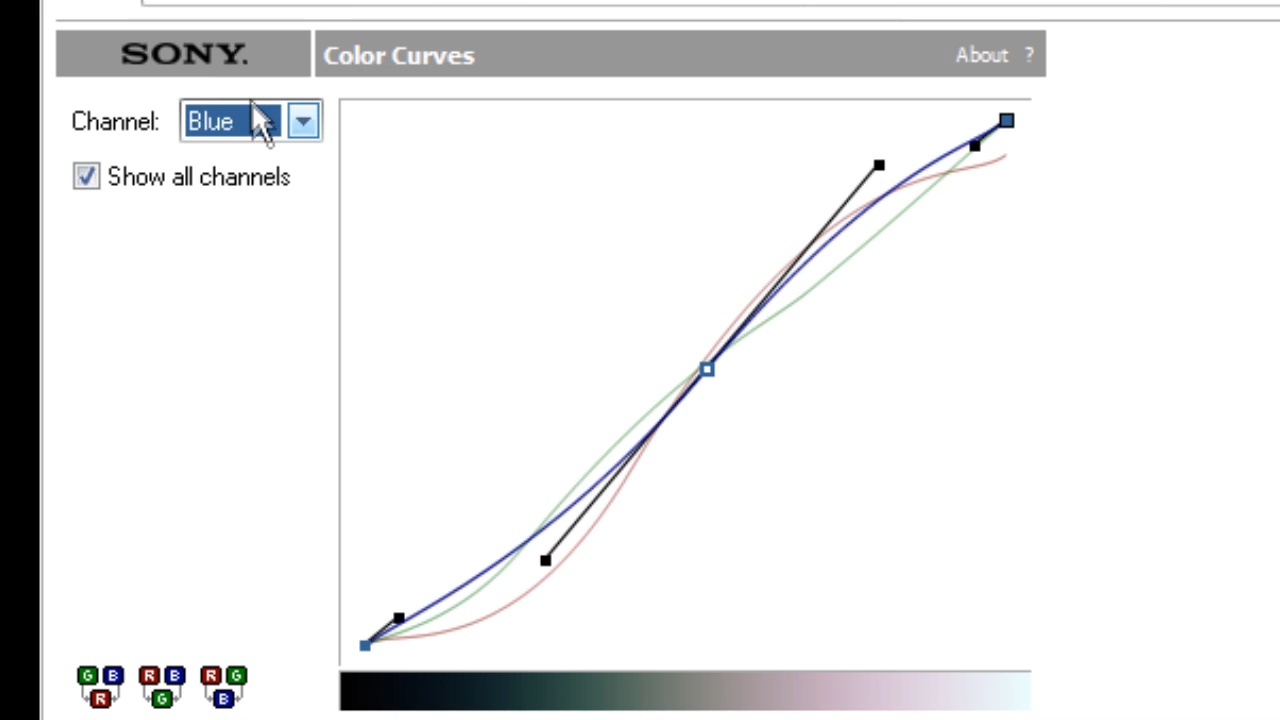 SONY.
Color Curves
About ?
Channel: Blue
Show all channels
G B R B R G
R G B